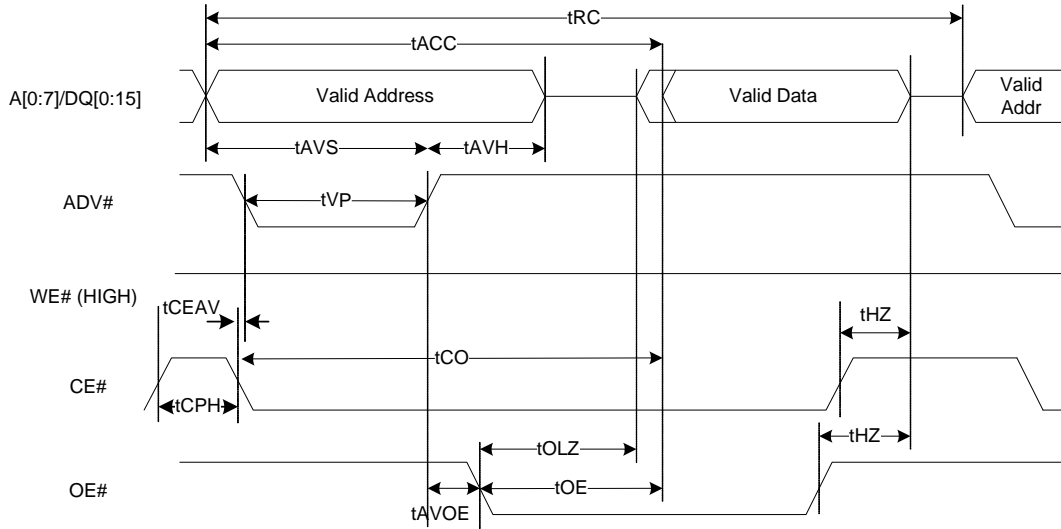 tRC
tACC
A[0:7]/DQ[0:15]
Valid Address
Valid Data
Valid
Addr
tAVS
tAVH
ADV#
tVP
WE# (HIGH)
tCEAV
tHZ
tCO
CE#
tCPH
tHZ
tOLZ
OE#
tOE
tAVOE